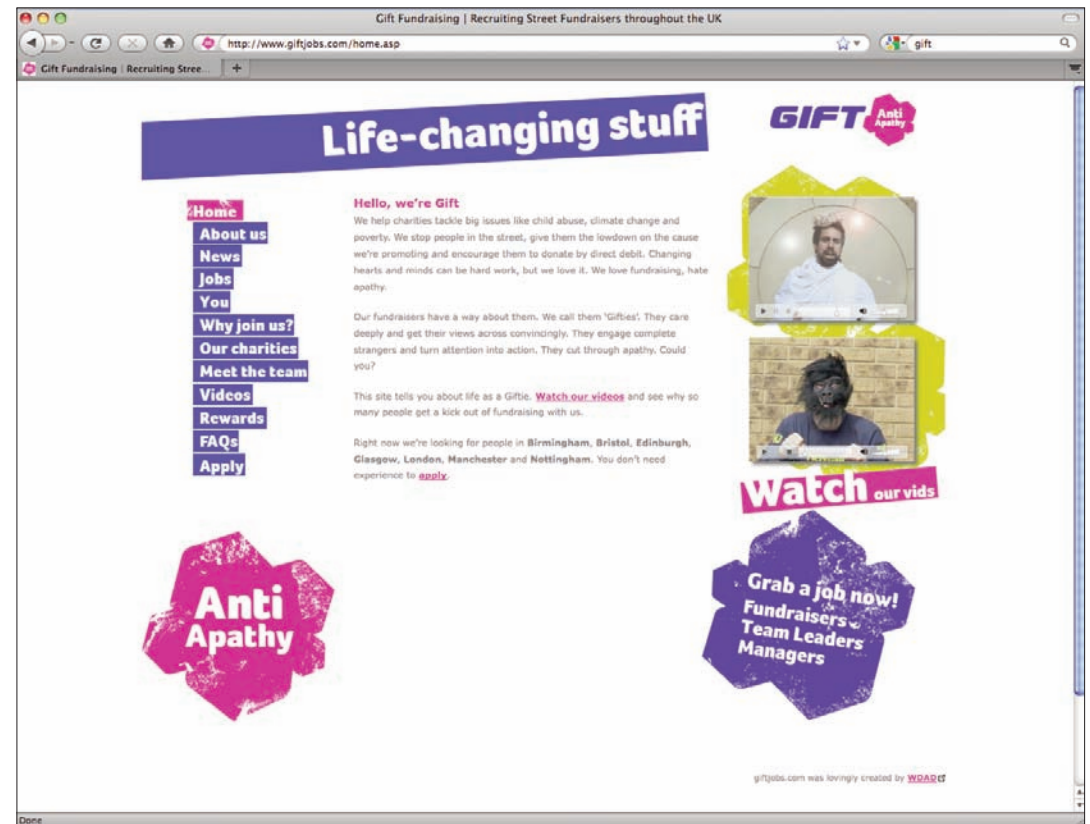 Gift Fundraising | Recruiting Street Fundraisers throughout the UK
http://www.giftjobs.com/home.asp
gift
Gift Fundraising | Recruiting Stree...
Life-changing stuff
GIFT
Anti
Apathy
Home
About us
News
Jobs
You
Why join us?
Our charities
Meet the team
Videos
Rewards
FAQs
Apply
Hello, we're Gift
We help charities tackle big issues like child abuse, climate change and
poverty. We stop people in the street, give them the lowdown on the cause
we're promoting and encourage them to donate by direct debit. Changing
hearts and minds can be hard work, but we love it. We love fundraising, hate
apathy.
Our fundraisers have a way about them. We call them 'Gifties'. They care
deeply and get their views across convincingly. They engage complete
strangers and turn attention into action. They cut through apathy. Could
you?
This site tells you about life as a Giftie. Watch our videos and see why so
many people get a kick out of fundraising with us.
Right now we're looking for people in Birmingham, Bristol, Edinburgh,
Glasgow, London, Manchester and Nottingham. You don't need
experience to apply.
Watch our vids
Anti
Apathy
Grab a job now!
Fundraisers
Team Leaders
Managers
giftjobs.com was lovingly created by WDAD
Done